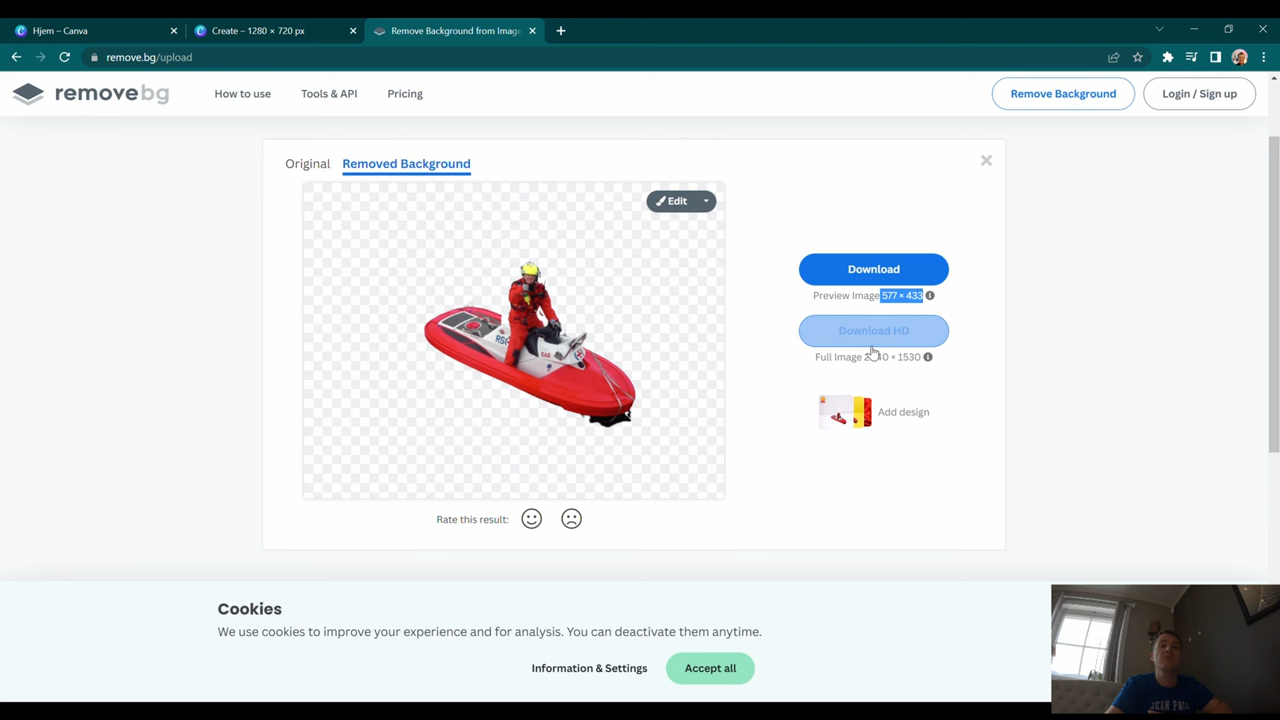 Hjem – Canva
Create – 1280 × 720 px
Remove Background from Image
remove.bg/upload
removebg
How to use
Tools & API
Pricing
Remove Background
Login / Sign up
Original
Removed Background
Edit
Download
Preview Image 577 × 433
Download HD
Full Image × 1530
Add design
Rate this result:
Cookies
We use cookies to improve your experience and for analysis. You can deactivate them anytime.
Information & Settings
Accept all